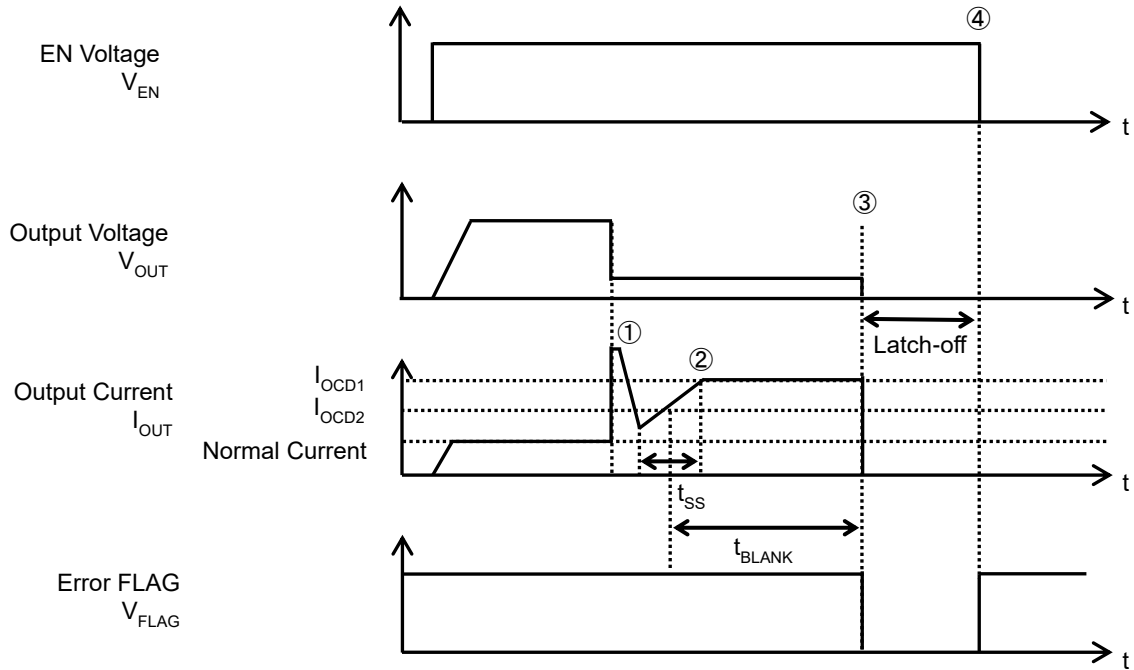 ④
EN Voltage
V_EN
t
③
Output Voltage
V_OUT
t
①
②
Latch-off
I_OCD1
Output Current
I_OCD2
I_OUT
Normal Current
t
t_SS
t_BLANK
Error FLAG
V_FLAG
t